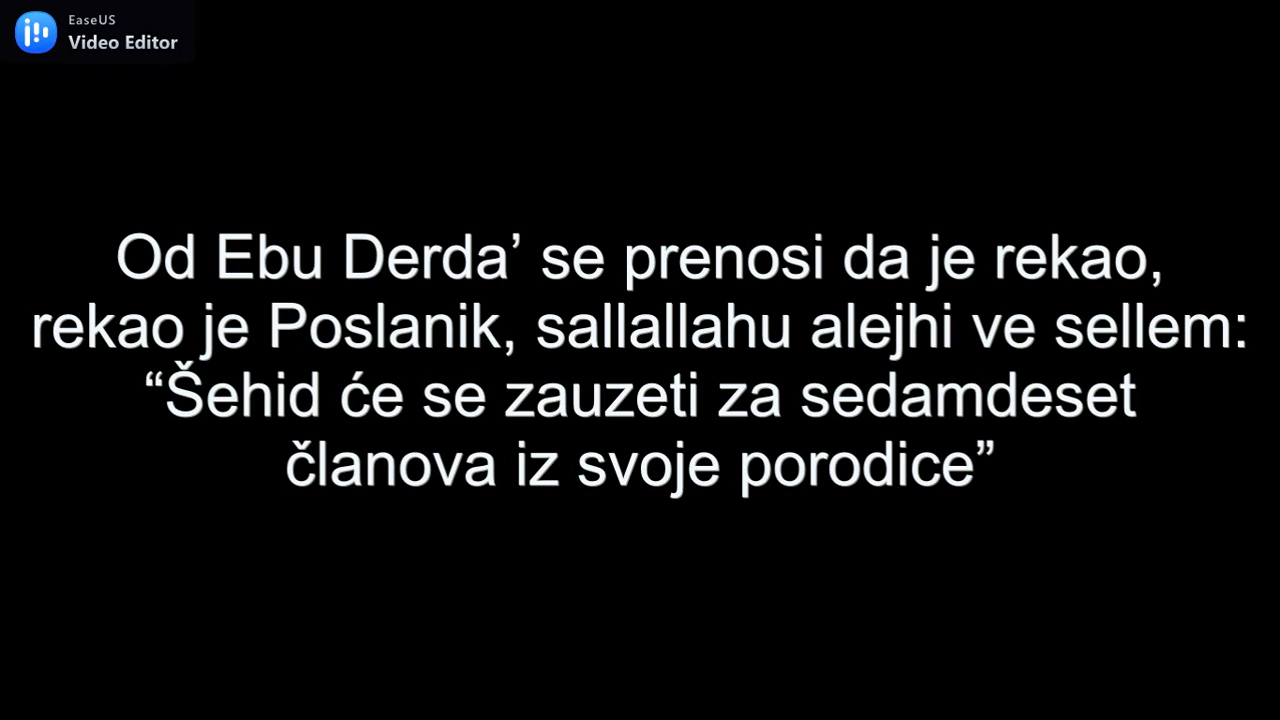 EaseUS
Video Editor
Od Ebu Derda’ se prenosi da je rekao,
rekao je Poslanik, sallallahu alejhi ve sellem:
“Šehid će se zauzeti za sedamdeset
članova iz svoje porodice”